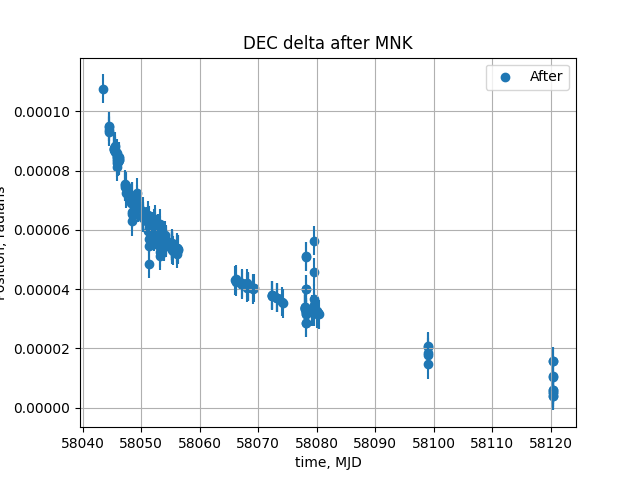 DEC delta after MNK
After
0.00010
0.00008
0.00006
0.00004
0.00002
0.00000
Position, radians
58040 58050 58060 58070 58080 58090 58100 58110 58120
time, MJD